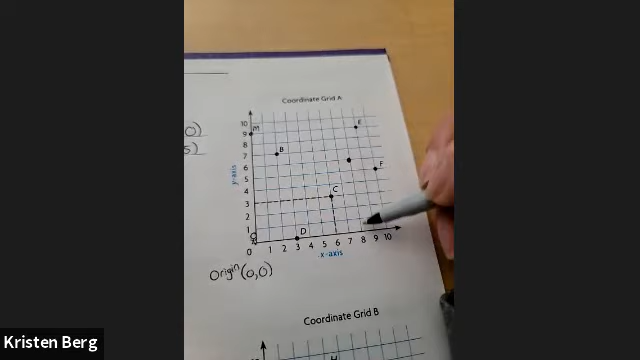 0)
5)
Coordinate Grid A
10
9
8
7
6
5
4
3
2
1
0
M
B
E
F
C
D
y-axis
1 2 3 4 5 6 7 8 9 10
x-axis
Origin (0,0)
Coordinate Grid B
H
Kristen Berg